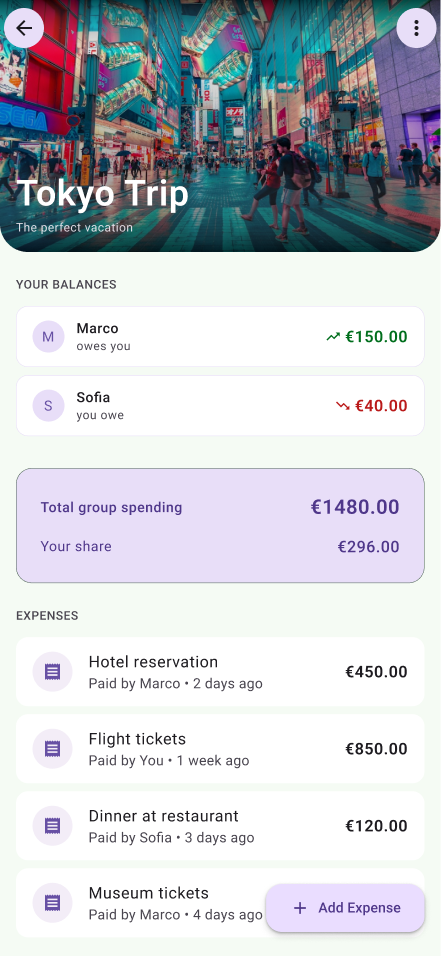 SEGA
Tokyo Trip
The perfect vacation
YOUR BALANCES
M
Marco
owes you
€150.00
S
Sofia
you owe
€40.00
Total group spending
€1480.00
Your share
€296.00
EXPENSES
Hotel reservation
Paid by Marco • 2 days ago
€450.00
Flight tickets
Paid by You • 1 week ago
€850.00
Dinner at restaurant
Paid by Sofia • 3 days ago
€120.00
Museum tickets
Paid by Marco • 4 days ago
+ Add Expense